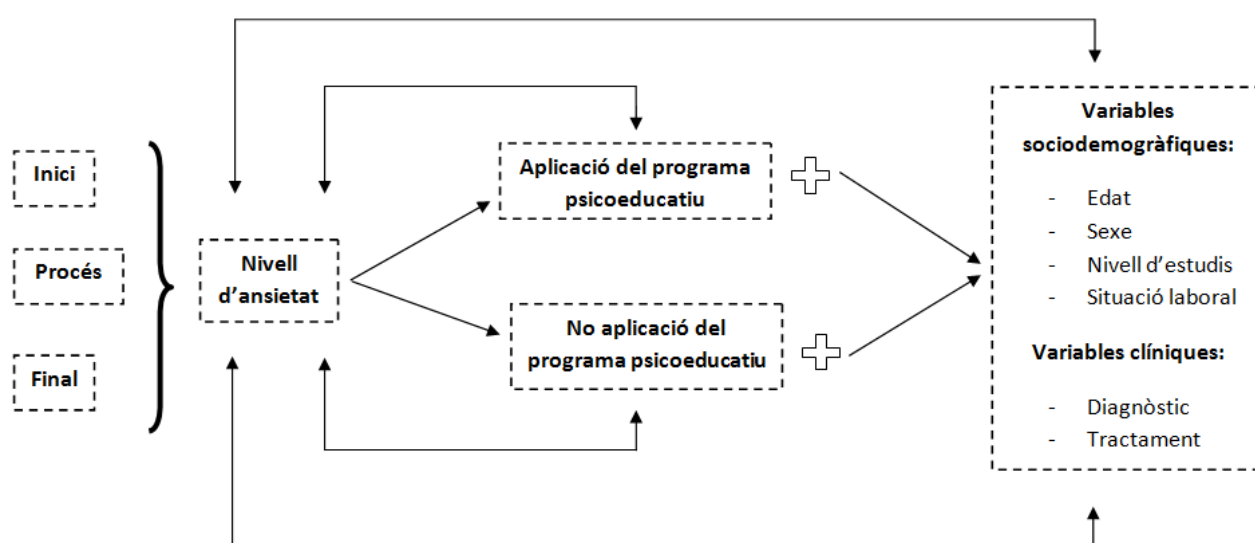 Inici
Procés
Final
Nivell
d'ansietat
Aplicació del programa
psicoeducatiu
No aplicació del
programa psicoeducatiu
Variables
sociodemogràfiques:
- Edat
- Sexe
- Nivell d'estudis
- Situació laboral
Variables clíniques:
- Diagnòstic
- Tractament